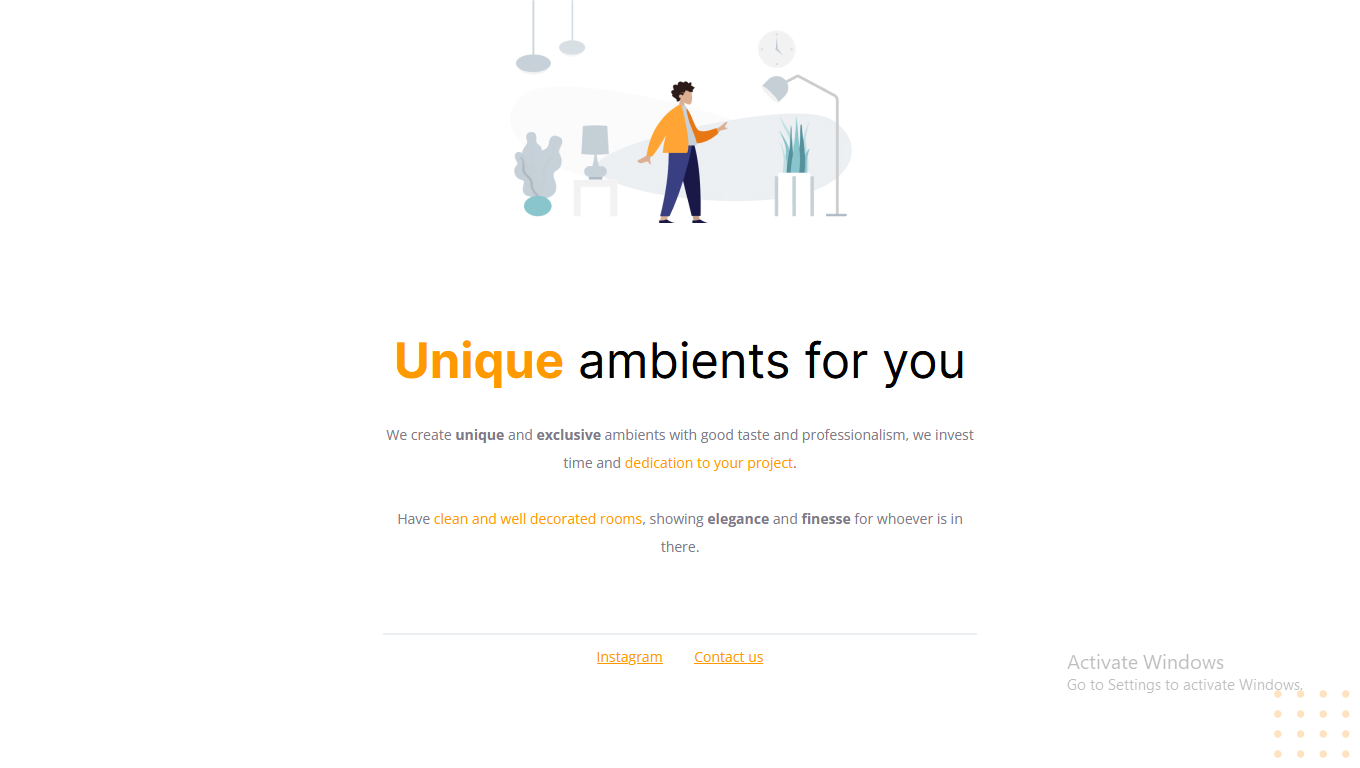 Unique ambients for you
We create unique and exclusive ambients with good taste and professionalism, we invest
time and dedication to your project.
Have clean and well decorated rooms, showing elegance and finesse for whoever is in
there.
Instagram Contact us
Activate Windows
Go to Settings to activate Windows.